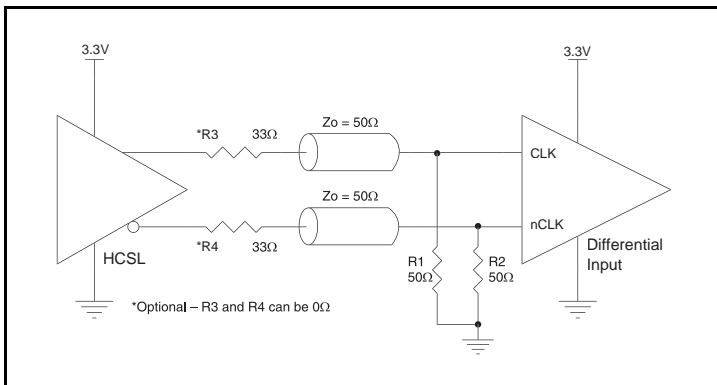 3.3V
3.3V
Zo = 50Ω
*R3
33Ω
CLK
Zo = 50Ω
nCLK
*R4
33Ω
HCSL
Differential
Input
R1
50Ω
R2
50Ω
*Optional – R3 and R4 can be 0Ω